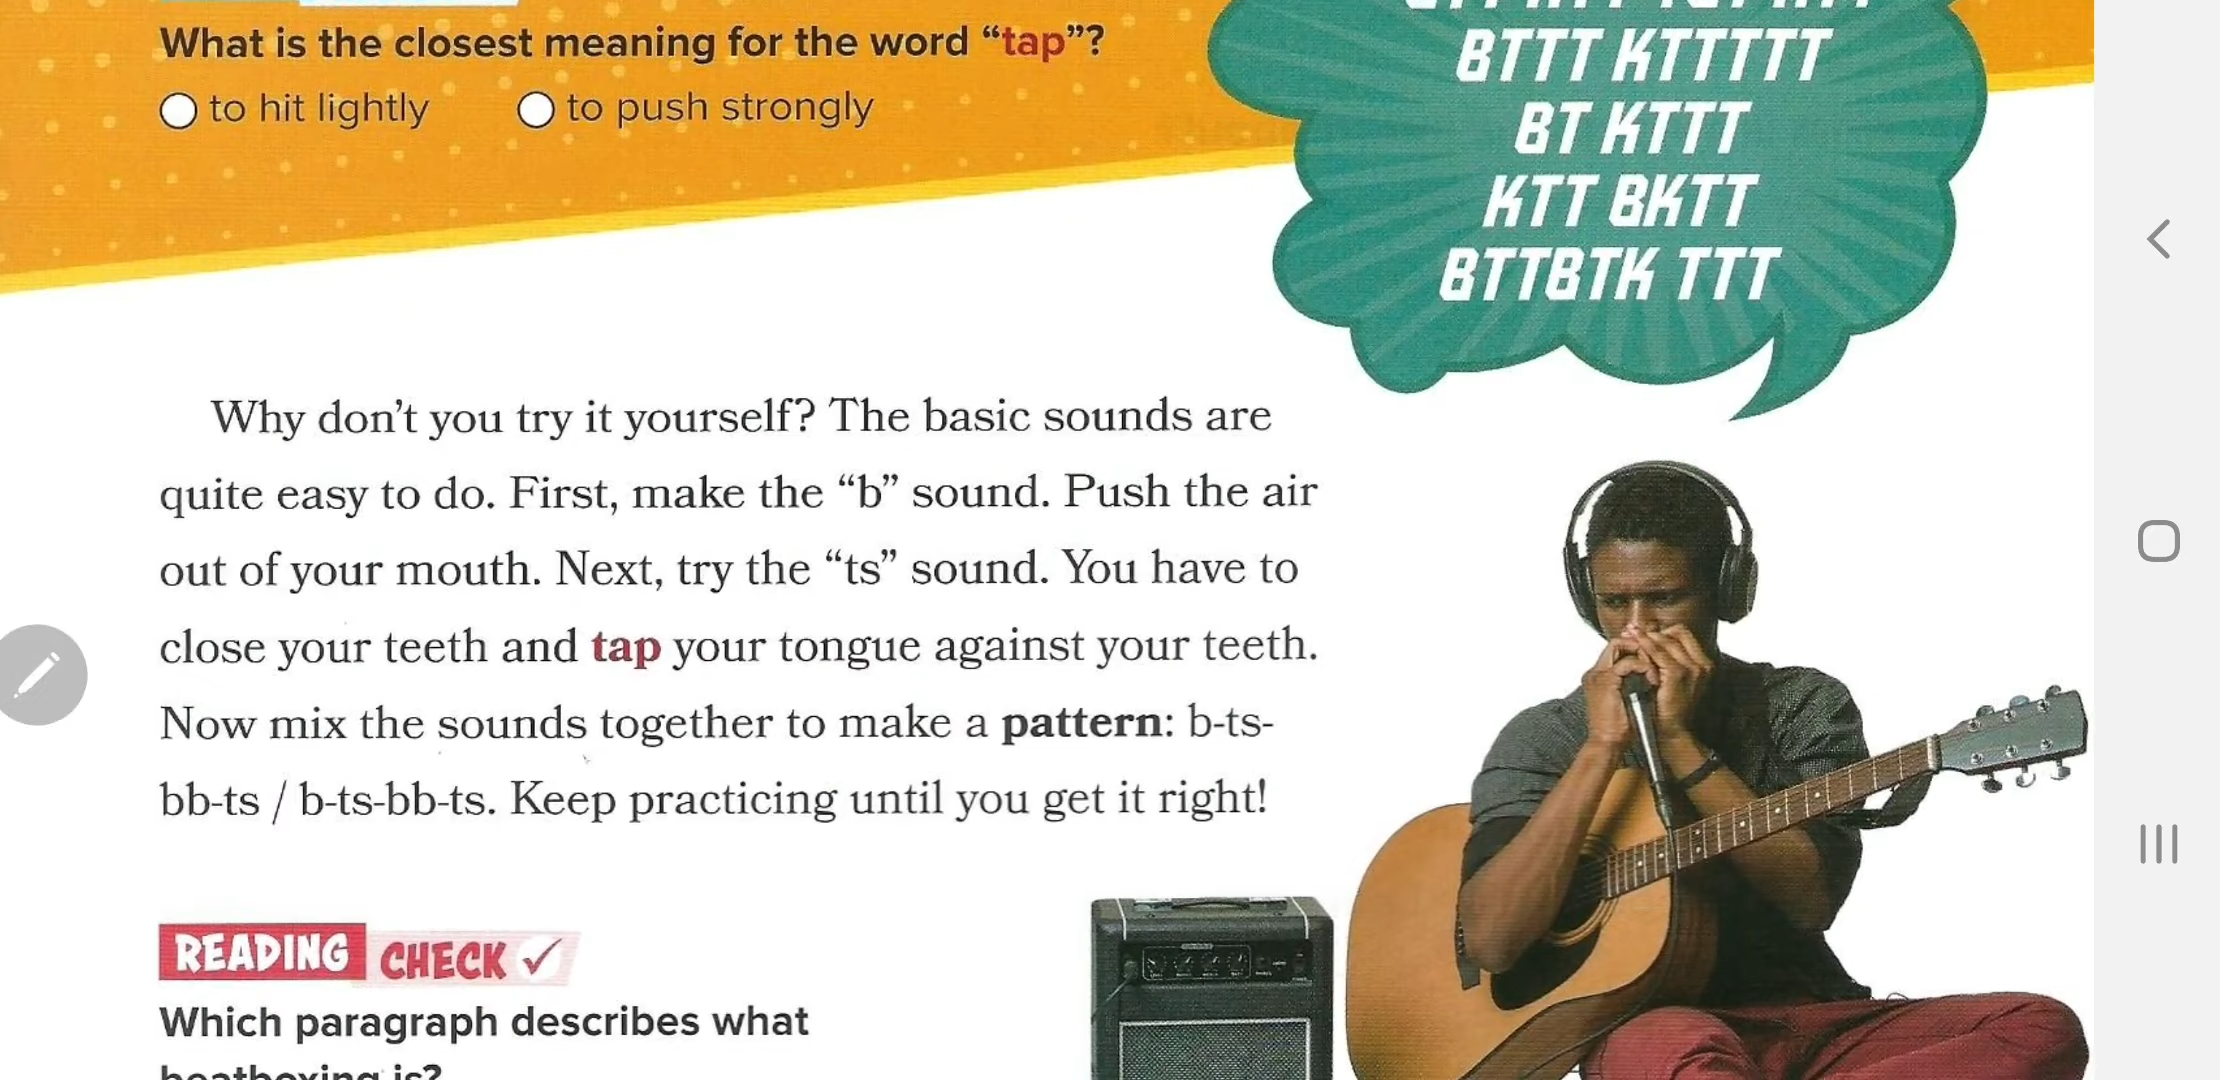 What is the closest meaning for the word “tap”?
to hit lightly
to push strongly
BTTT KTTTTT
BT KTTT
KTT BKTT
BTTBTK TTT
Why don’t you try it yourself? The basic sounds are
quite easy to do. First, make the “b” sound. Push the air
out of your mouth. Next, try the “ts” sound. You have to
close your teeth and tap your tongue against your teeth.
Now mix the sounds together to make a pattern: b-ts-
bb-ts / b-ts-bb-ts. Keep practicing until you get it right!
READING CHECK
Which paragraph describes what
beatboxing is?